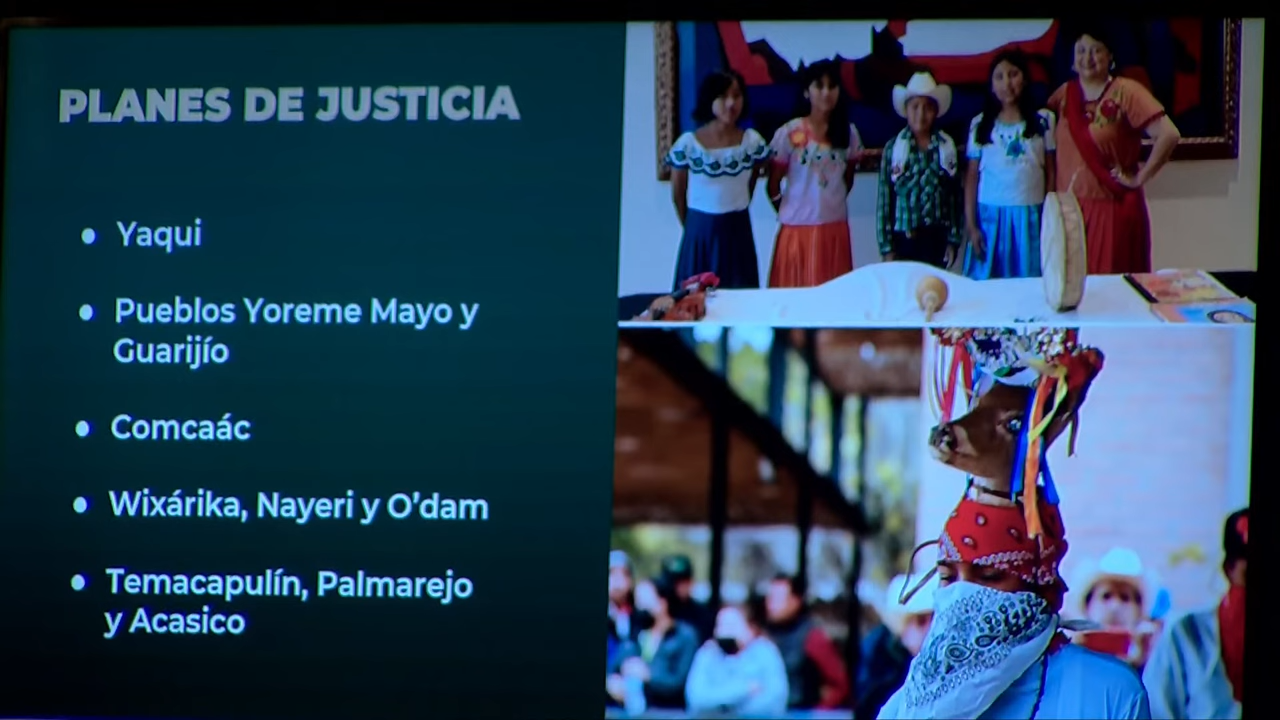 PLANES DE JUSTICIA
• Yaqui
• Pueblos Yoreme Mayo y
Guarijío
• Comcaác
• Wixárika, Nayeri y O'dam
• Temacapulín, Palmarejo
y Acasico